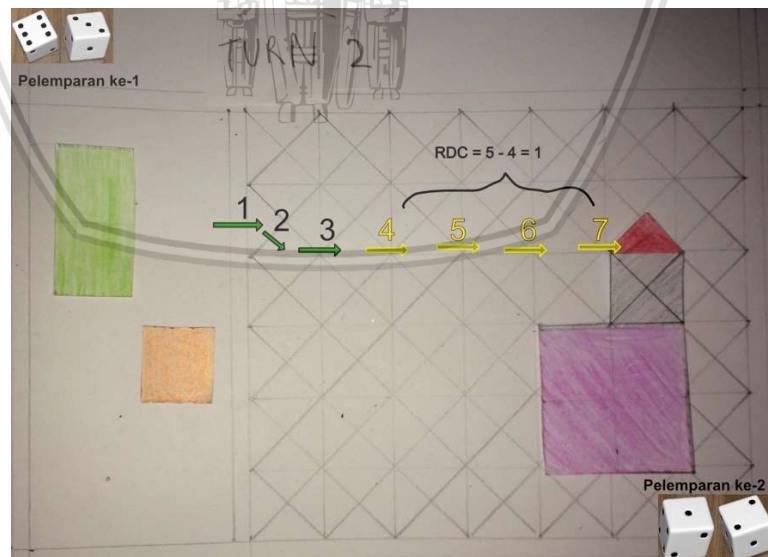 TURN 2
Pelemparan ke-1
RDC = 5 - 4 = 1
1
2
3
4
5
6
7
Pelemparan ke-2